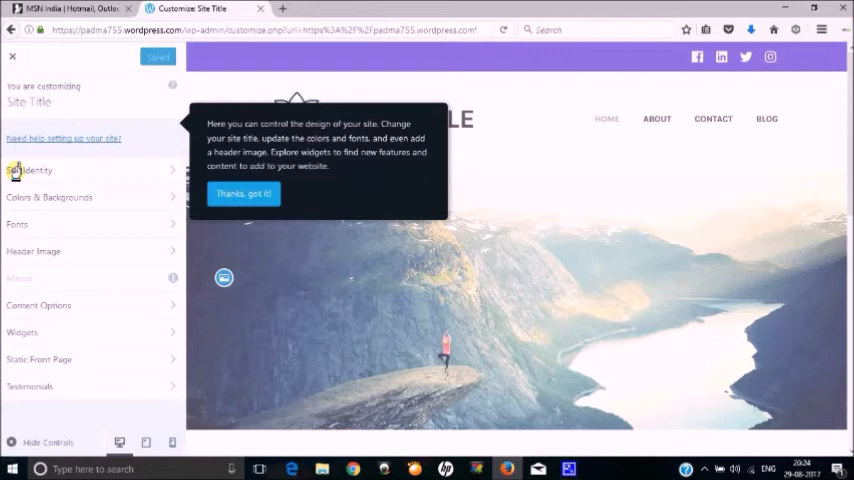 MSN India | Hotmail, Outloo
Customize: Site Title
https://padma755.wordpress.com/wp-admin/customize.php?url=https%3A%2F%2Fpadma755.wordpress.com
Search
Saved
You are customizing
Site Title
Need help setting up your site?
Here you can control the design of your site. Change
your site title, update the colors and fonts, and even add
a header image. Explore widgets to find new features and
content to add to your website.
Thanks, got it!
LE
HOME
ABOUT
CONTACT
BLOG
Identity
Colors & Backgrounds
Fonts
Header Image
Menus
Content Options
Widgets
Static Front Page
Testimonials
Hide Controls
Type here to search
ENG
20:24
29-08-2017